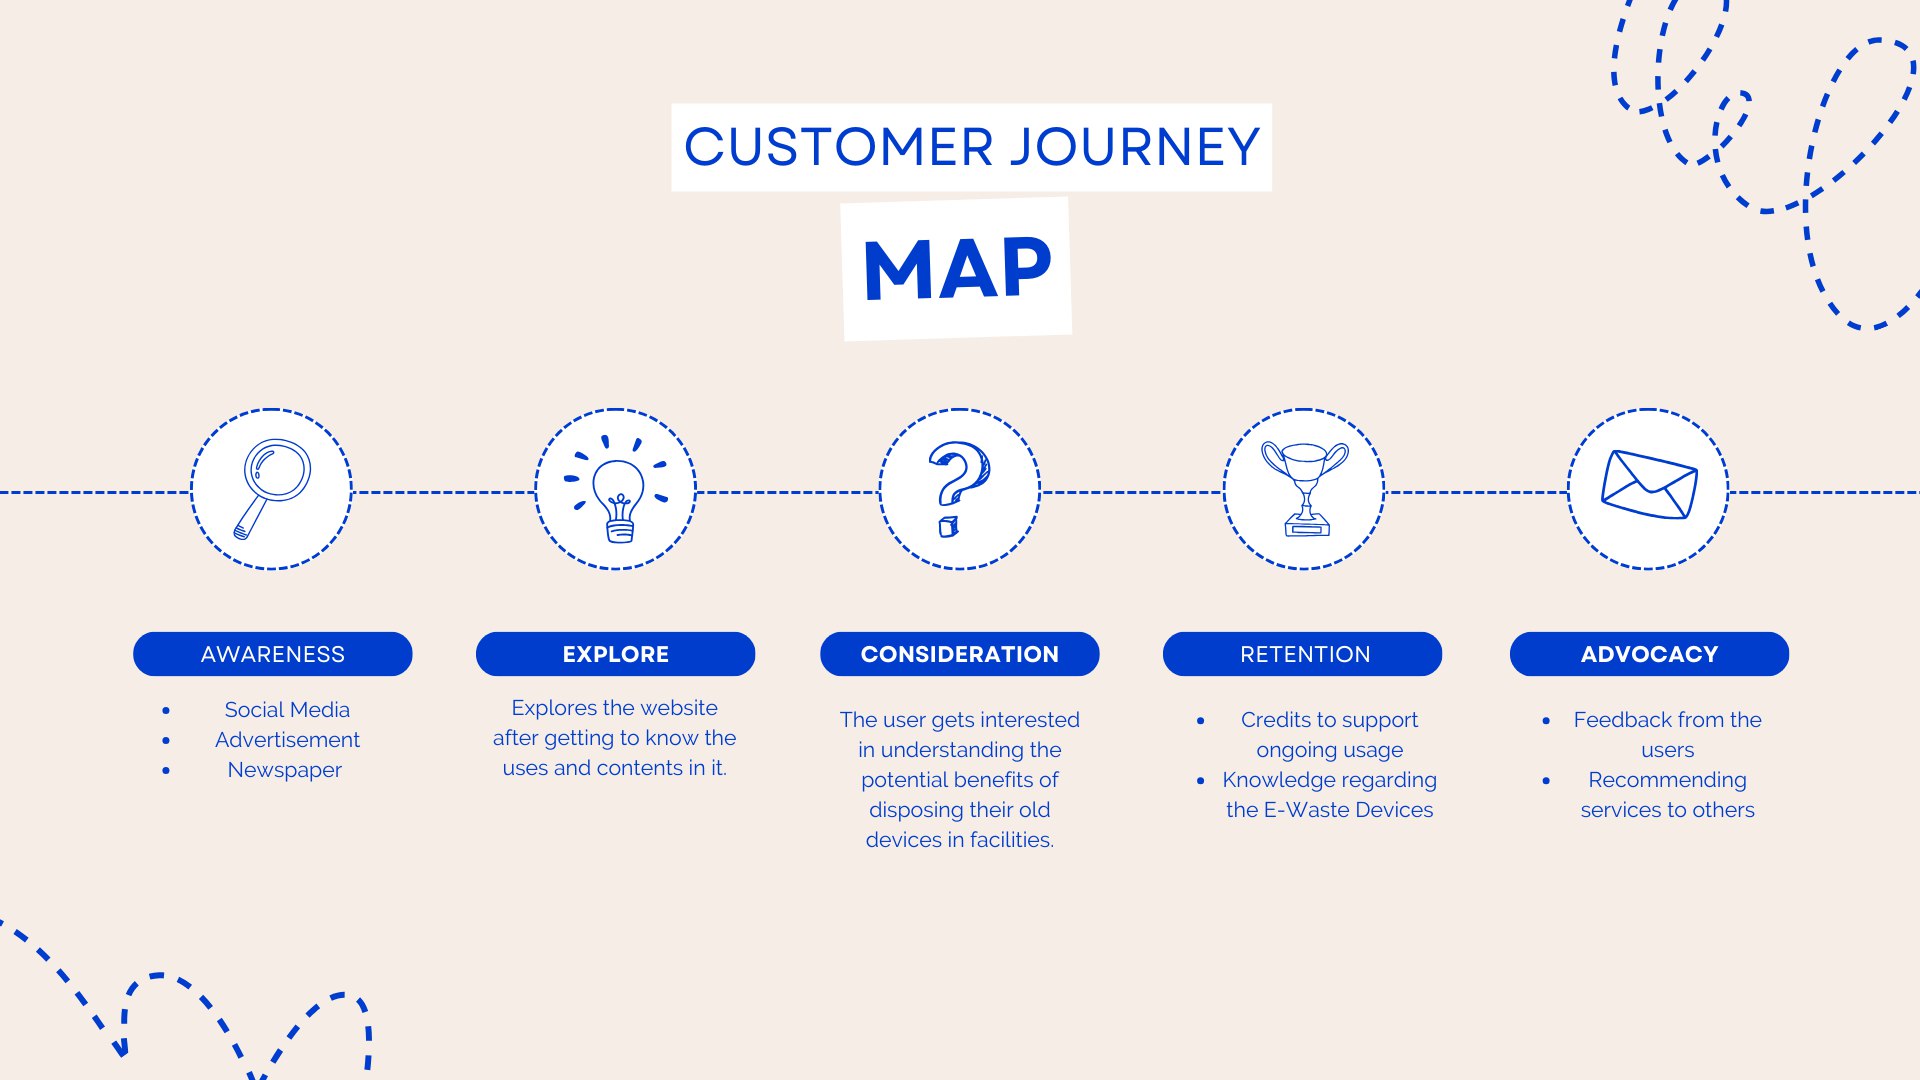 CUSTOMER JOURNEY
MAP
AWARENESS
• Social Media
• Advertisement
• Newspaper
EXPLORE
Explores the website
after getting to know the
uses and contents in it.
CONSIDERATION
The user gets interested
in understanding the
potential benefits of
disposing their old
devices in facilities.
RETENTION
• Credits to support
ongoing usage
• Knowledge regarding
the E-Waste Devices
ADVOCACY
• Feedback from the
users
• Recommending
services to others